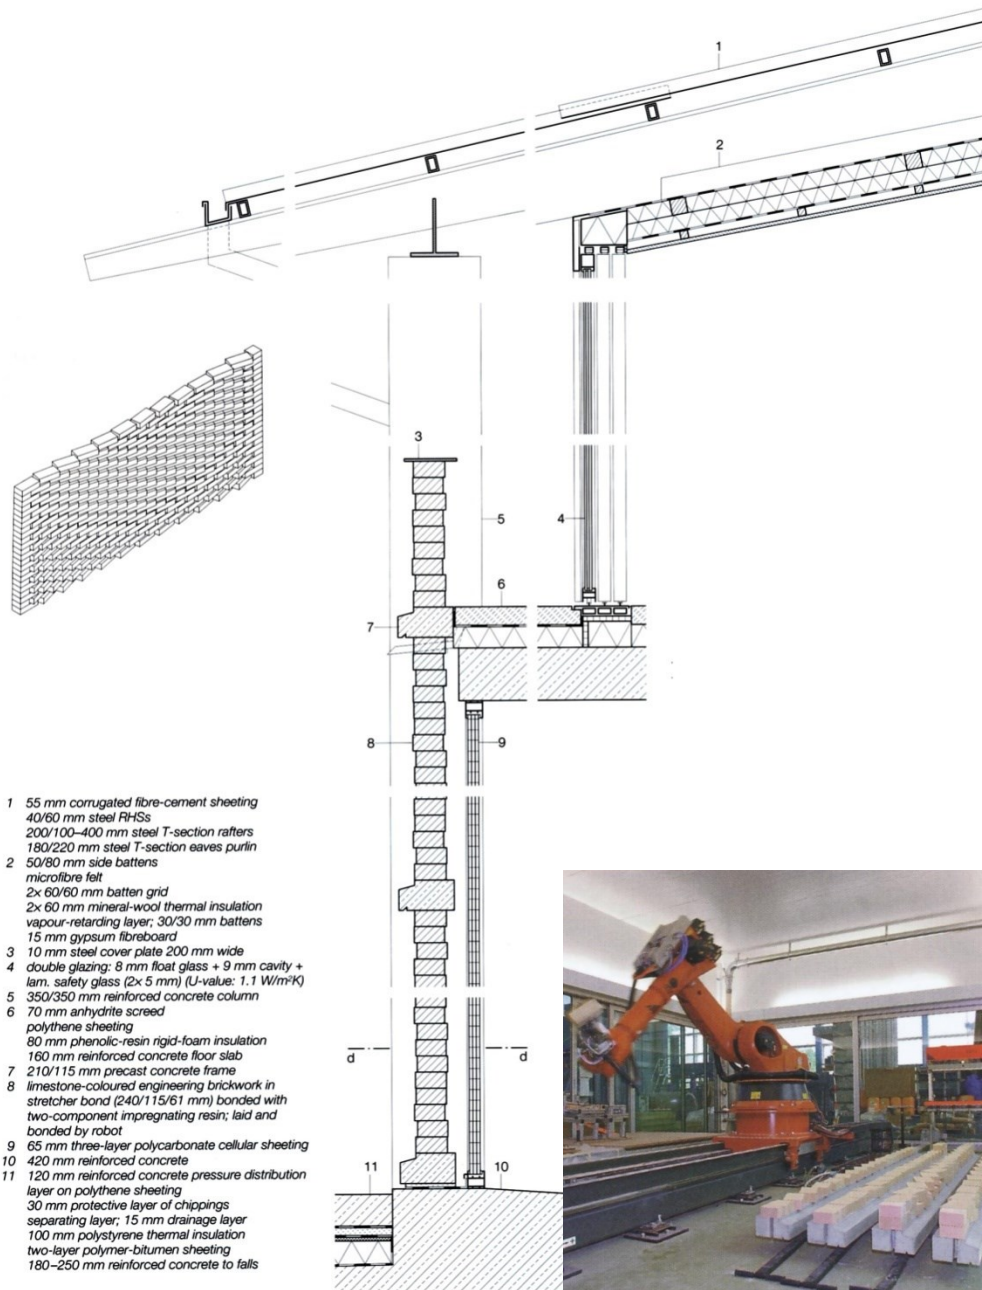 1
2
3
5
4
6
7
8
9
d
d
11
10
1 55 mm corrugated fibre-cement sheeting
40/60 mm steel RHSs
200/100–400 mm steel T-section rafters
180/220 mm steel T-section eaves purlin
2 50/80 mm side battens
microfibre felt
2× 60/60 mm batten grid
2× 60 mm mineral-wool thermal insulation
vapour-retarding layer; 30/30 mm battens
15 mm gypsum fibreboard
3 10 mm steel cover plate 200 mm wide
4 double glazing: 8 mm float glass + 9 mm cavity +
lam. safety glass (2× 5 mm) (U-value: 1.1 W/m²K)
5 350/350 mm reinforced concrete column
6 70 mm anhydrite screed
polythene sheeting
80 mm phenolic-resin rigid-foam insulation
160 mm reinforced concrete floor slab
7 210/115 mm precast concrete frame
8 limestone-coloured engineering brickwork in
stretcher bond (240/115/61 mm) bonded with
two-component impregnating resin; laid and
bonded by robot
9 65 mm three-layer polycarbonate cellular sheeting
10 420 mm reinforced concrete
11 120 mm reinforced concrete pressure distribution
layer on polythene sheeting
30 mm protective layer of chippings
separating layer; 15 mm drainage layer
100 mm polystyrene thermal insulation
two-layer polymer-bitumen sheeting
180–250 mm reinforced concrete to falls